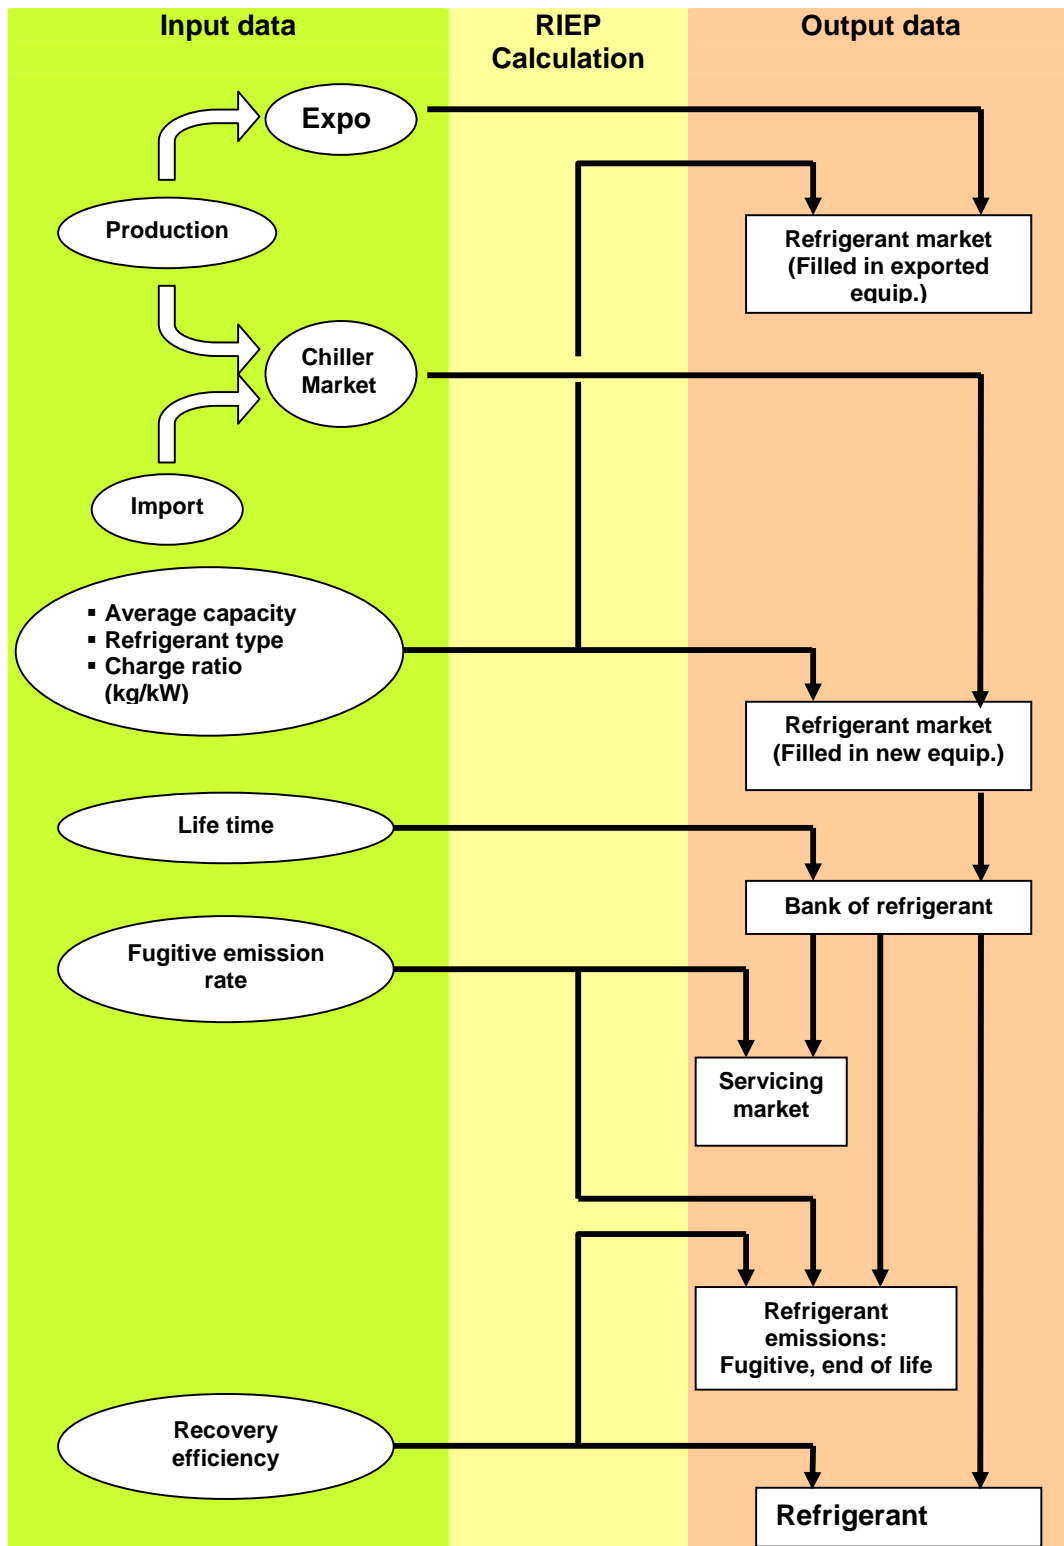 Input data
RIEP
Calculation
Output data
Expo
Production
Refrigerant market
(Filled in exported
equip.)
Chiller
Market
Import
▪ Average capacity
▪ Refrigerant type
▪ Charge ratio
(kg/kW)
Refrigerant market
(Filled in new equip.)
Life time
Bank of refrigerant
Fugitive emission
rate
Servicing
market
Refrigerant
emissions:
Fugitive, end of life
Recovery
efficiency
Refrigerant